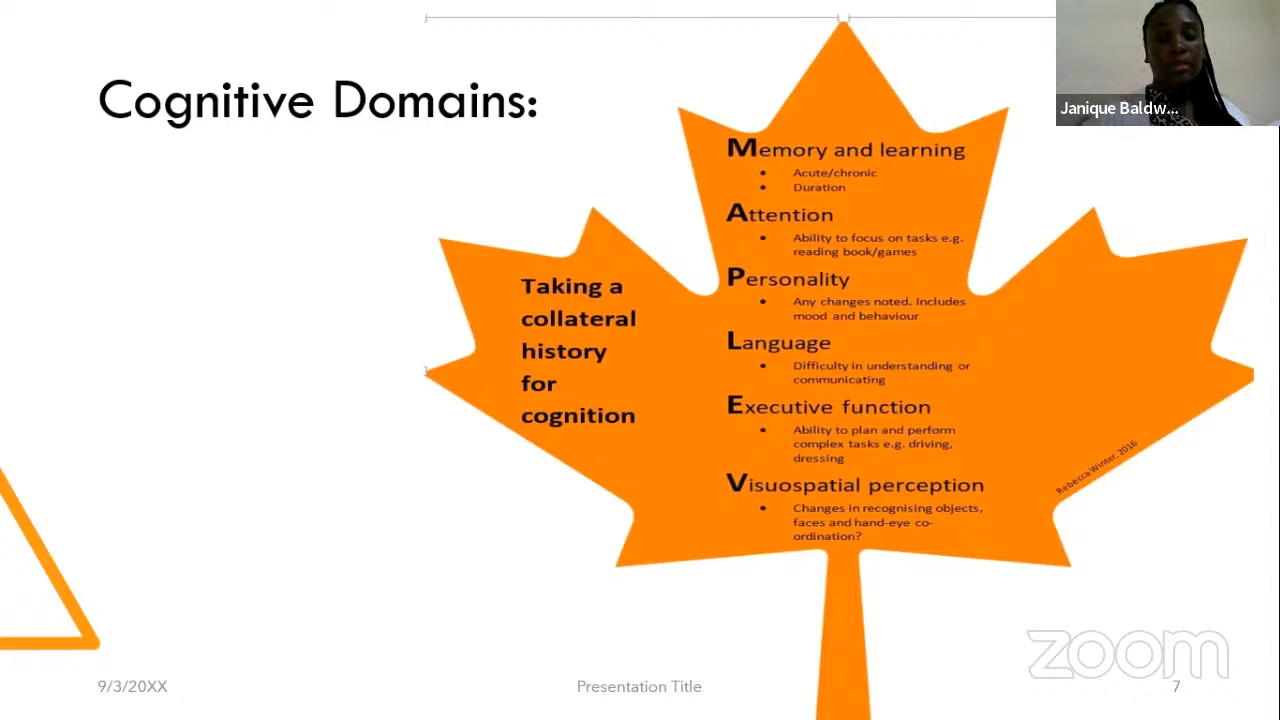 Cognitive Domains:
Janique Baldw...
Memory and learning
• Acute/chronic
• Duration
Attention
• Ability to focus on tasks e.g.
reading book/games
Personality
• Any changes noted. Includes
mood and behaviour
Language
• Difficulty in understanding or
communicating
Executive function
• Ability to plan and perform
complex tasks e.g. driving,
dressing
Visuospatial perception
• Changes in recognising objects,
faces and hand-eye co-
ordination?
Taking a
collateral
history
for
cognition
Rebecca Winter, 2016
zoom
9/3/20XX
Presentation Title
7